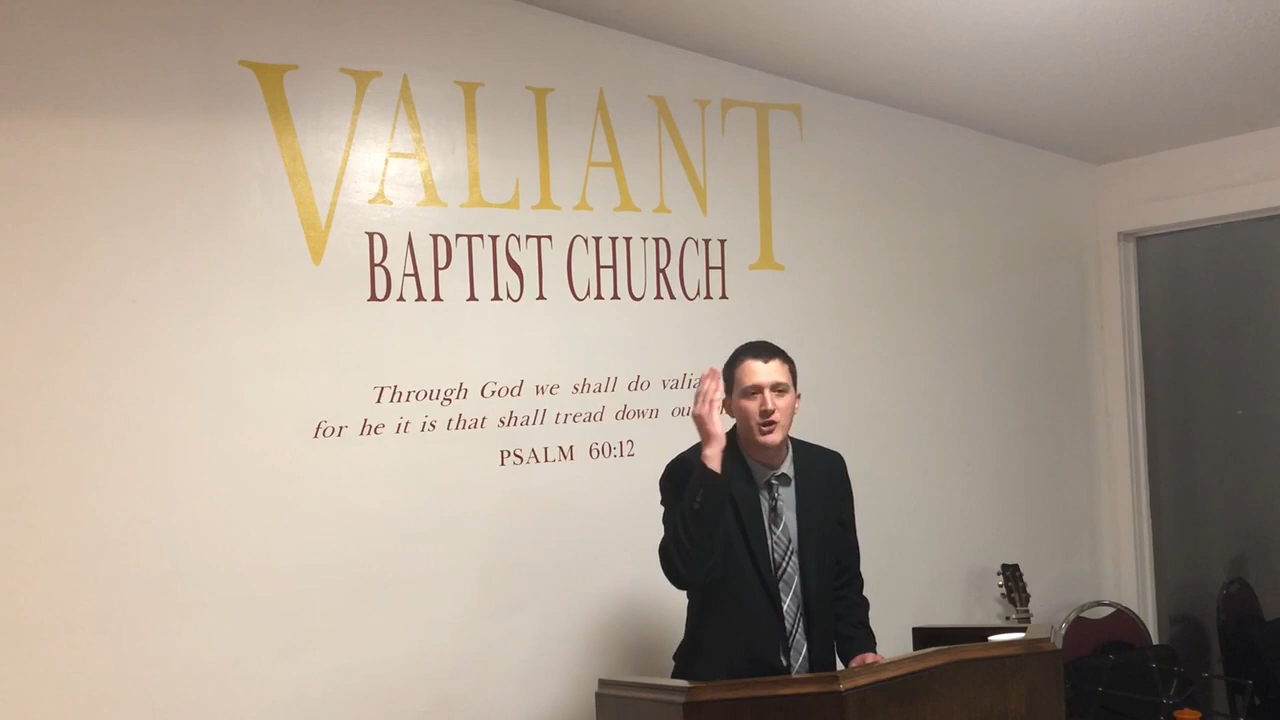 VALIANT
BAPTIST CHURCH
Through God we shall do
for he it is that shall tread down
PSALM 60:12